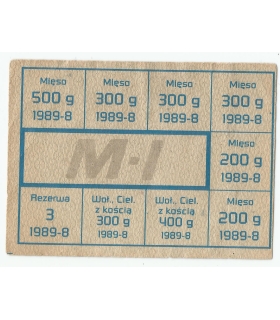 Mięso
500 g
1989-8
Mięso
300 g
1989-8
Mięso
300 g
1989-8
Mięso
300 g
1989-8
M-I
Mięso
200 g
1989-8
Rezerwa
3
1989-8
Woł., Ciel.
z kością
300 g
1989-8
Woł., Ciel.
z kością
400 g
1989-8
Mięso
200 g
1989-8